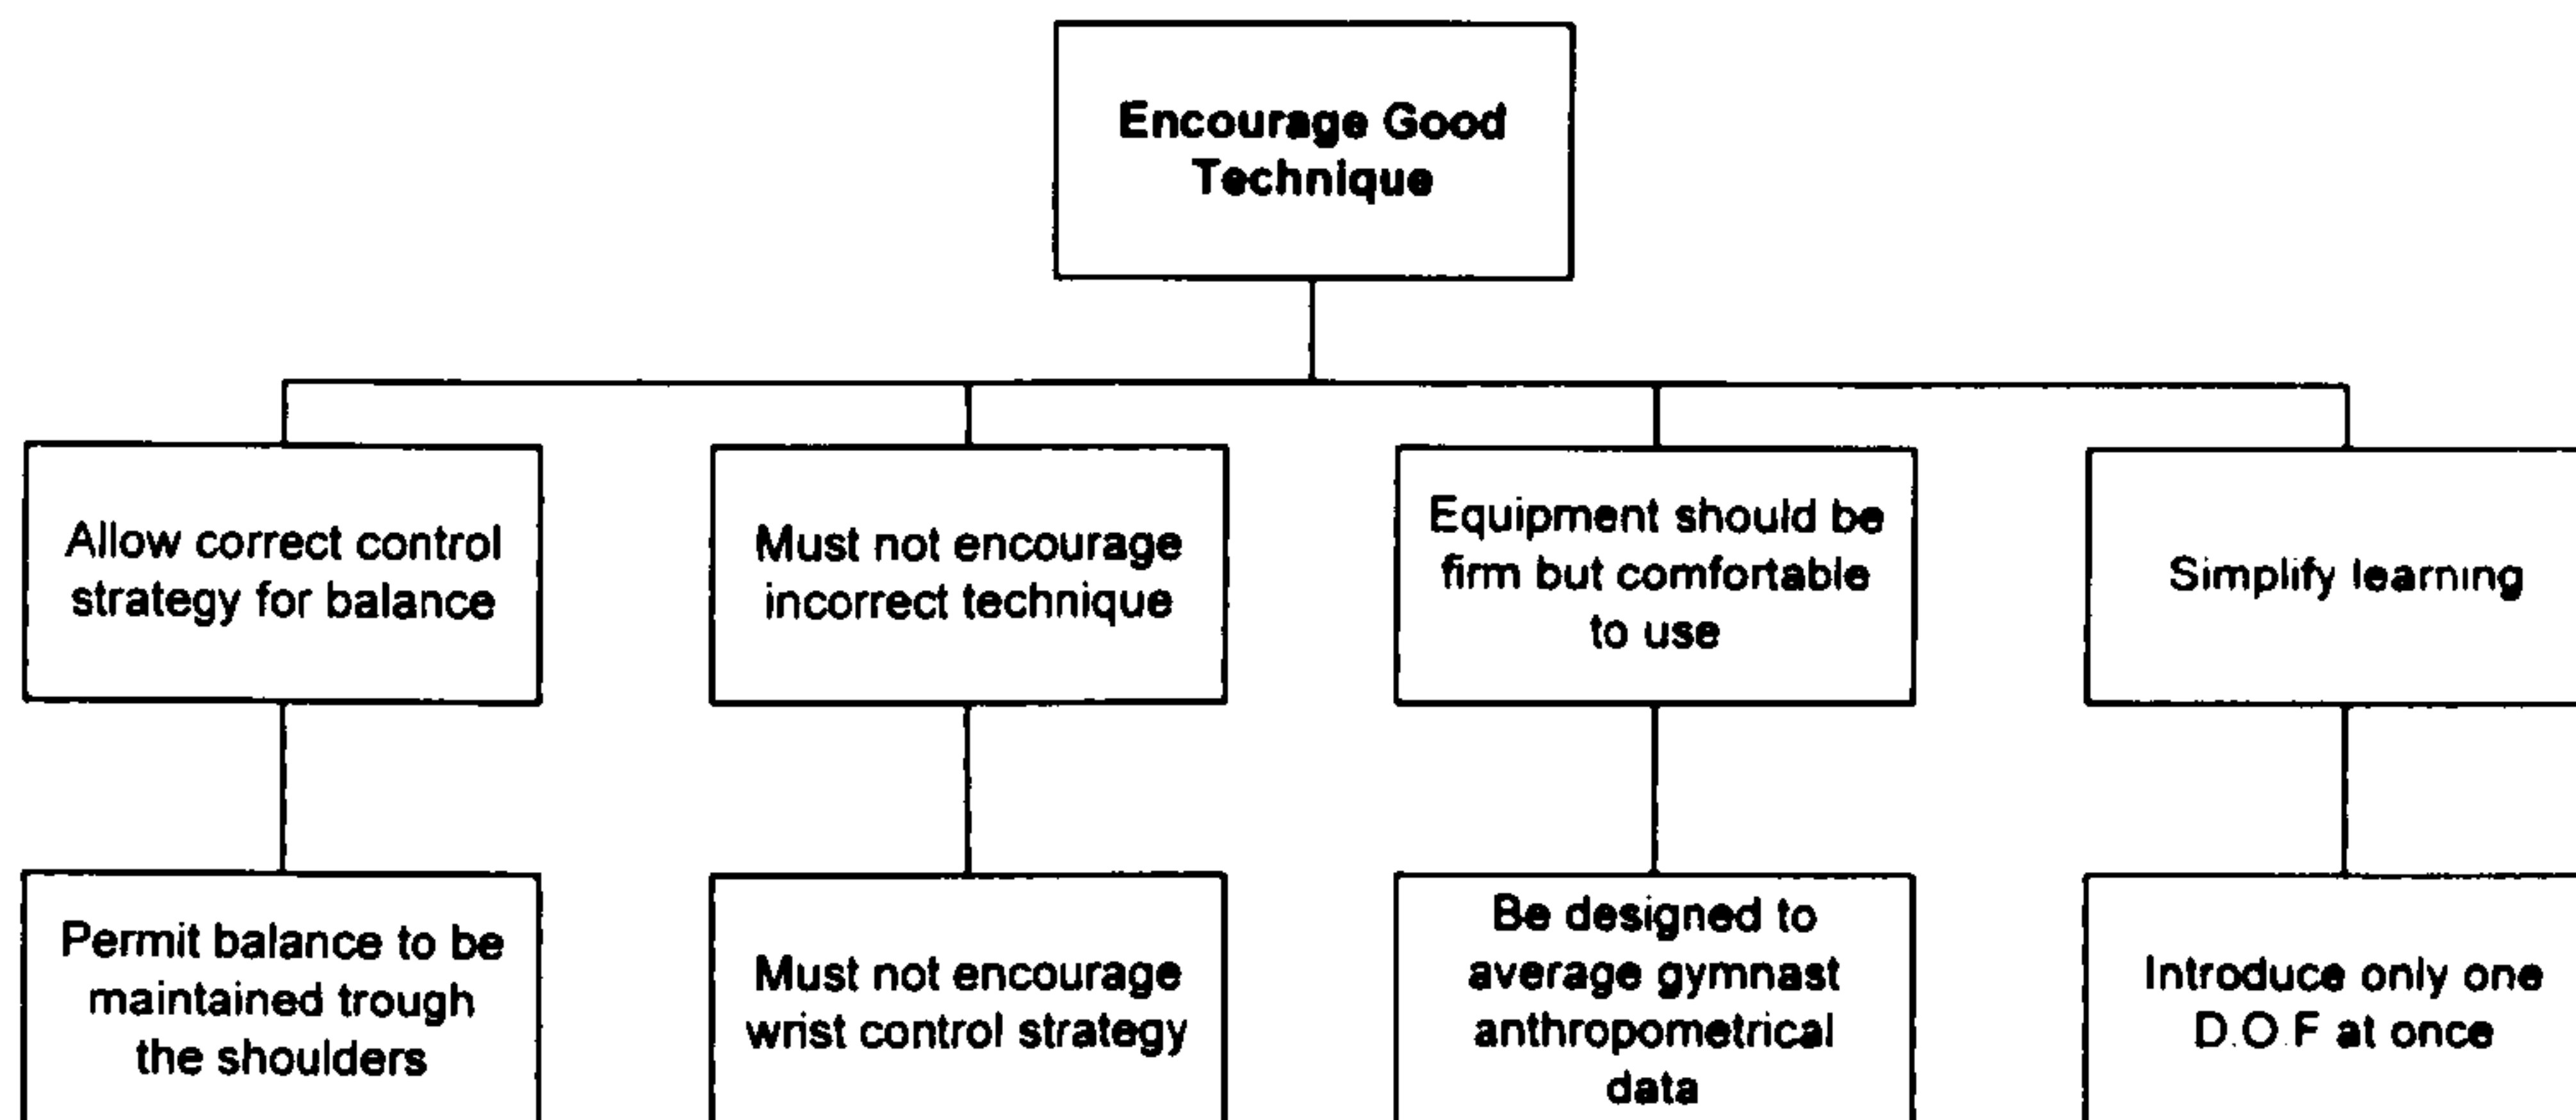 Encourage Good
Technique
Allow correct control
strategy for balance
Must not encourage
incorrect technique
Equipment should be
firm but comfortable
to use
Simplify learning
Permit balance to be
maintained trough
the shoulders
Must not encourage
wrist control strategy
Be designed to
average gymnast
anthropometrical
data
Introduce only one
D.O.F at once